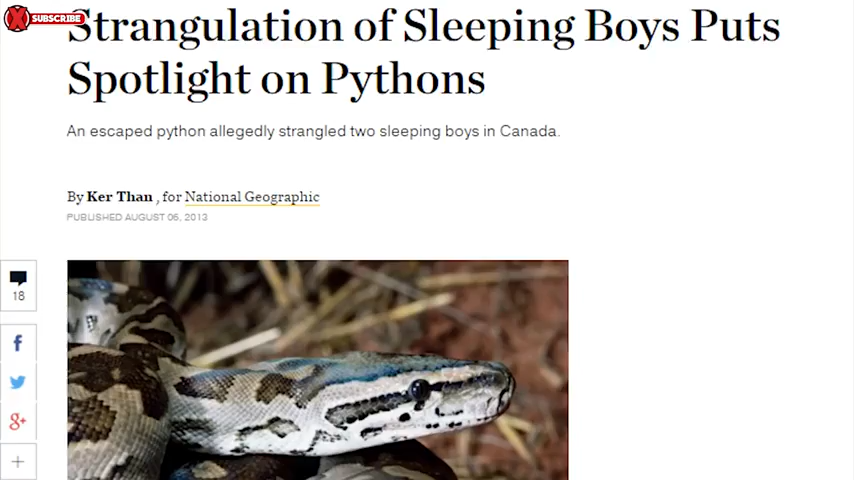 SUBSCRIBE
Strangulation of Sleeping Boys Puts
Spotlight on Pythons
An escaped python allegedly strangled two sleeping boys in Canada.
By Ker Than , for National Geographic
PUBLISHED AUGUST 06, 2013
18
f
g+
+